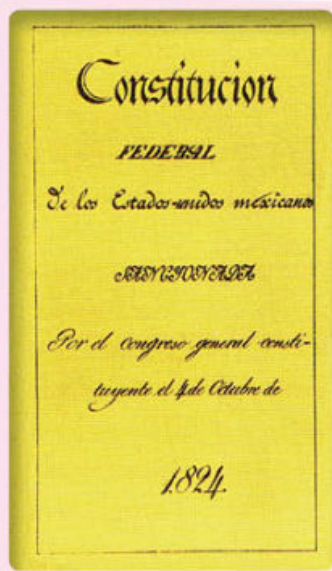 Constitucion
FEDERAL
De los Estados-unidos mexicanos
SANCIONADA
Por el congreso general consti-
tuyente el 4 de Octubre de
1824.